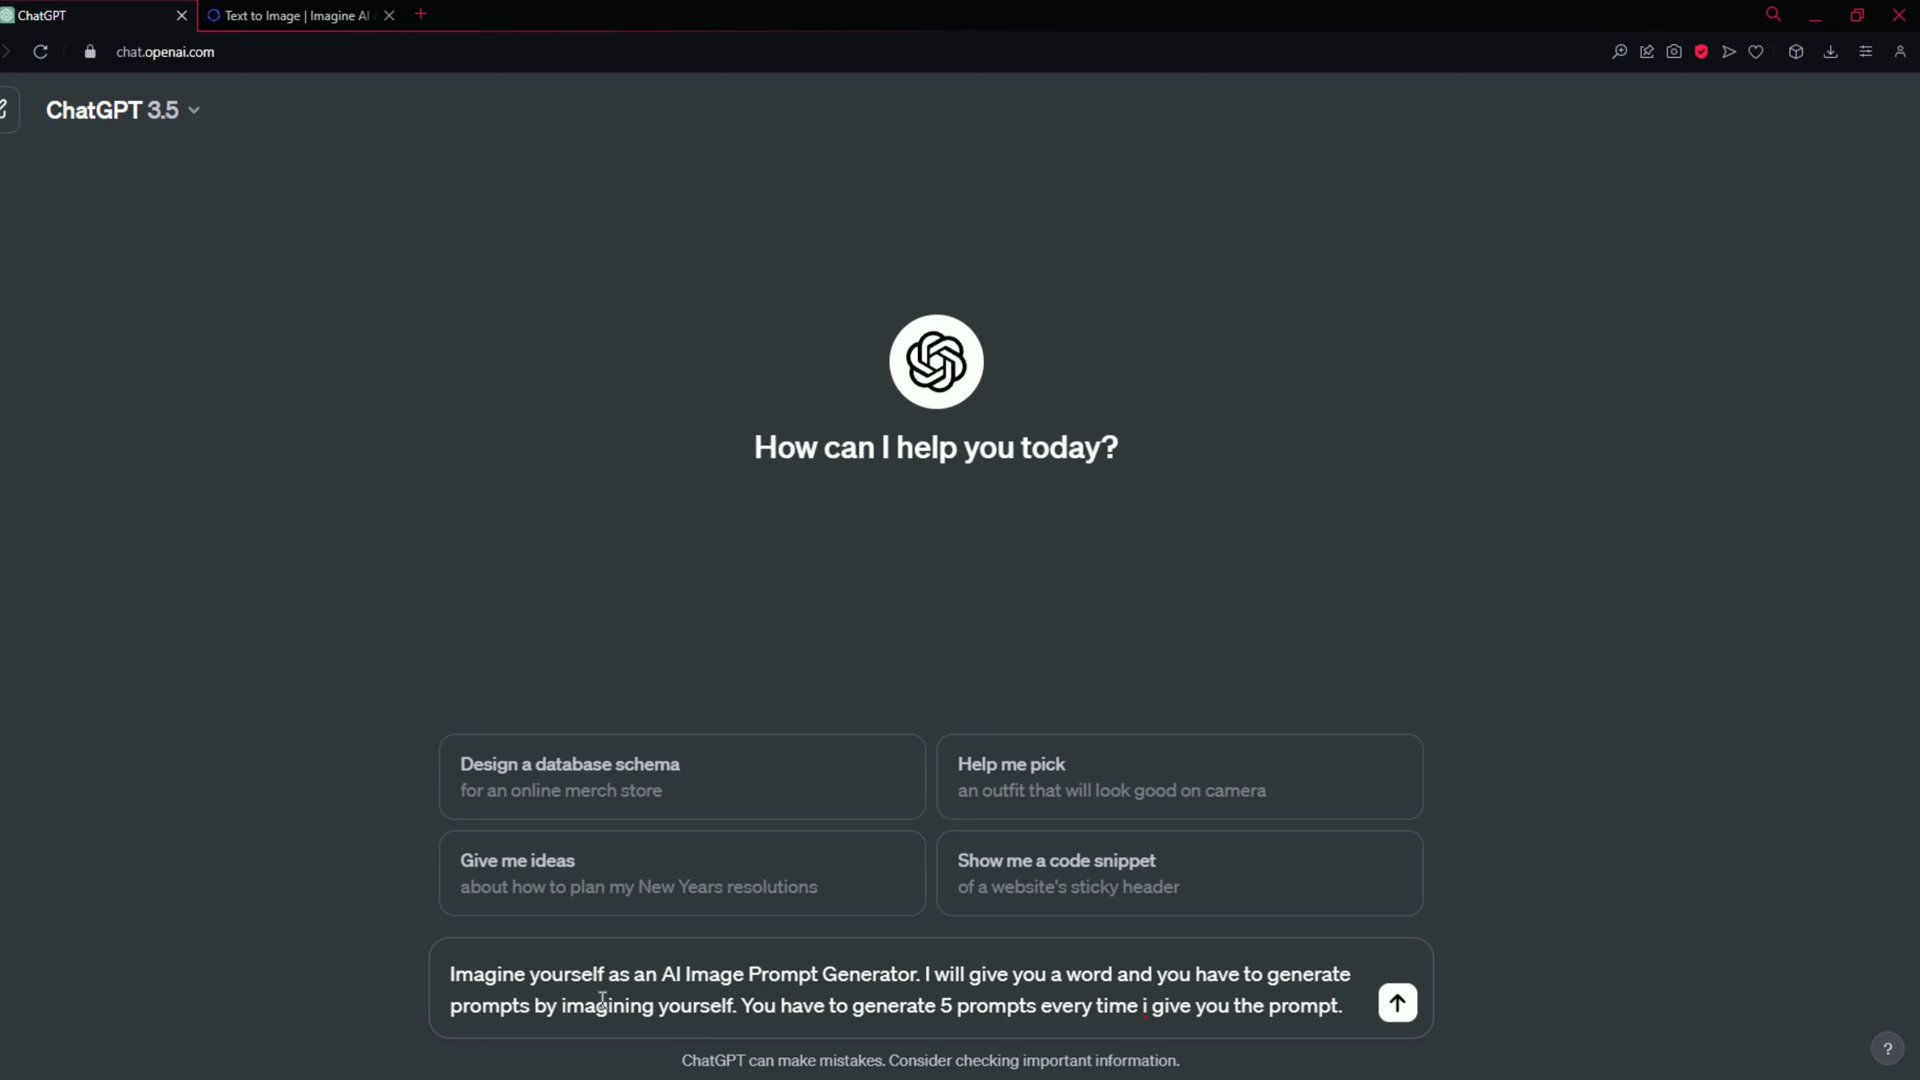 ChatGPT
Text to Image | Imagine AI
chat.openai.com
ChatGPT 3.5
How can I help you today?
Design a database schema
for an online merch store
Help me pick
an outfit that will look good on camera
Give me ideas
about how to plan my New Years resolutions
Show me a code snippet
of a website's sticky header
Imagine yourself as an AI Image Prompt Generator. I will give you a word and you have to generate
prompts by imagining yourself. You have to generate 5 prompts every time i give you the prompt.
ChatGPT can make mistakes. Consider checking important information.
?